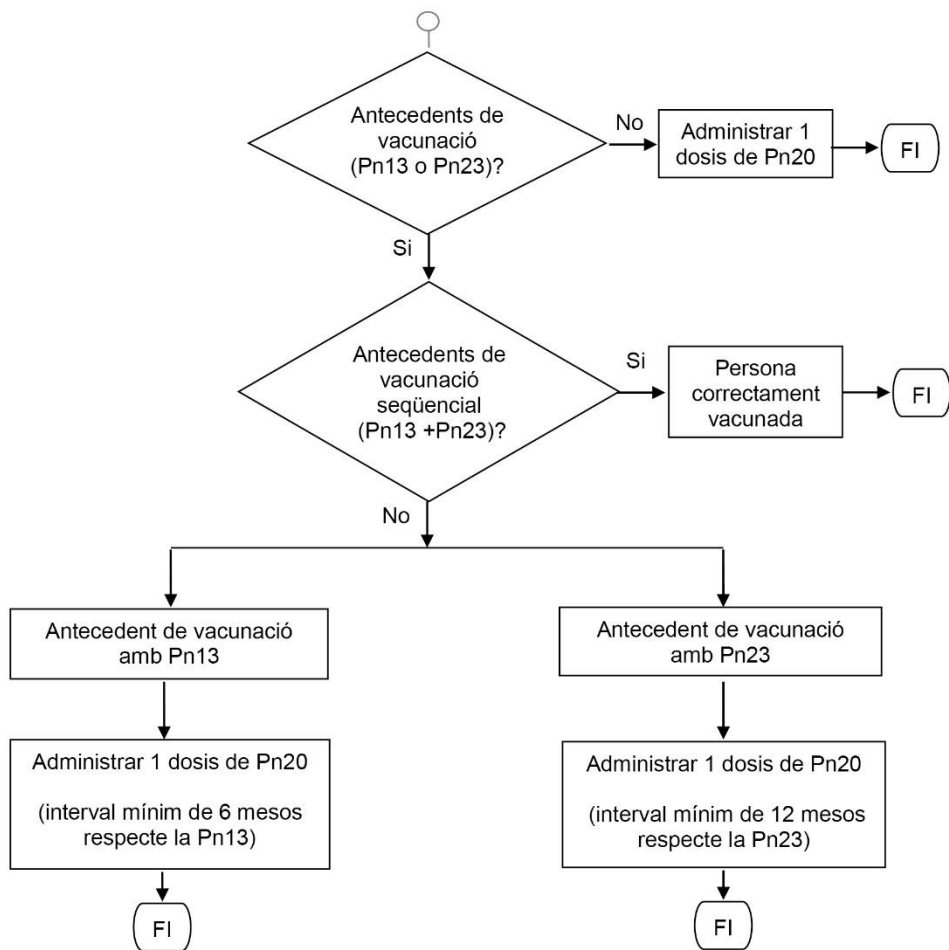 Antecedents de
vacunació
(Pn13 o Pn23)?
No
Administrar 1
dosis de Pn20
FI
Si
Antecedents de
vacunació
seqüencial
(Pn13 +Pn23)?
Si
Persona
correctament
vacunada
FI
No
Antecedent de vacunació
amb Pn13
Antecedent de vacunació
amb Pn23
Administrar 1 dosis de Pn20
(interval mínim de 6 mesos
respecte la Pn13)
Administrar 1 dosis de Pn20
(interval mínim de 12 mesos
respecte la Pn23)
FI
FI